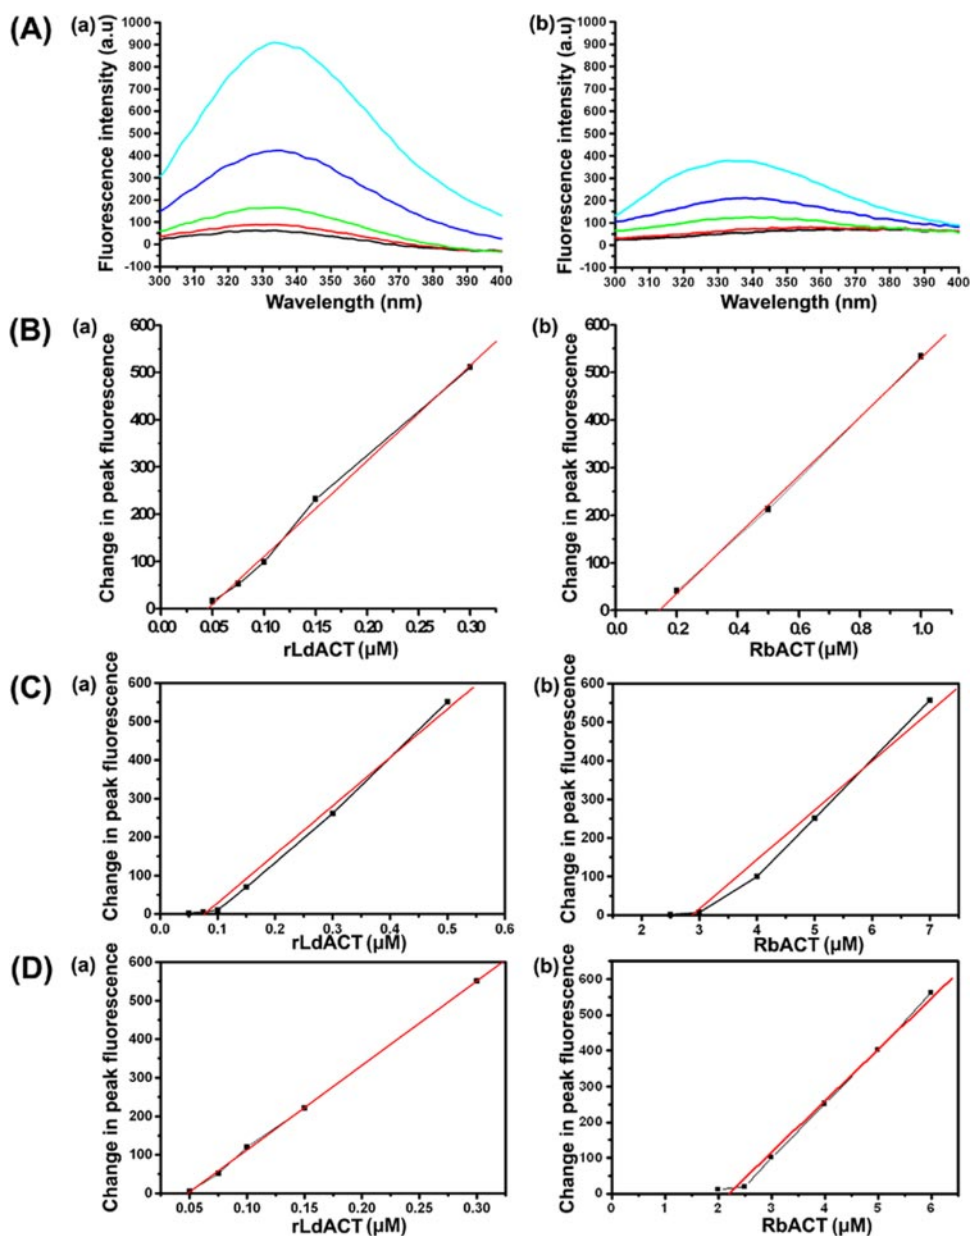 (A)
(a)
Fluorescence intensity (a.u)
1000
900
800
700
600
500
400
300
200
100
0
-100
300 310 320 330 340 350 360 370 380 390 400
Wavelength (nm)
(b)
Fluorescence intensity (a.u)
1000
900
800
700
600
500
400
300
200
100
0
-100
300 310 320 330 340 350 360 370 380 390 400
Wavelength (nm)
(B)
(a)
Change in peak fluorescence
600
500
400
300
200
100
0
0.00 0.05 0.10 0.15 0.20 0.25 0.30
rLdACT (µM)
(b)
Change in peak fluorescence
600
500
400
300
200
100
0
0.0 0.2 0.4 0.6 0.8 1.0
RbACT (µM)
(C)
(a)
Change in peak fluorescence
600
500
400
300
200
100
0
0.0 0.1 0.2 0.3 0.4 0.5 0.6
rLdACT (µM)
(b)
Change in peak fluorescence
600
500
400
300
200
100
0
2 3 4 5 6 7
RbACT (µM)
(D)
(a)
Change in peak fluorescence
600
500
400
300
200
100
0
0.05 0.10 0.15 0.20 0.25 0.30
rLdACT (µM)
(b)
Change in peak fluorescence
600
500
400
300
200
100
0
0 1 2 3 4 5 6
RbACT (µM)